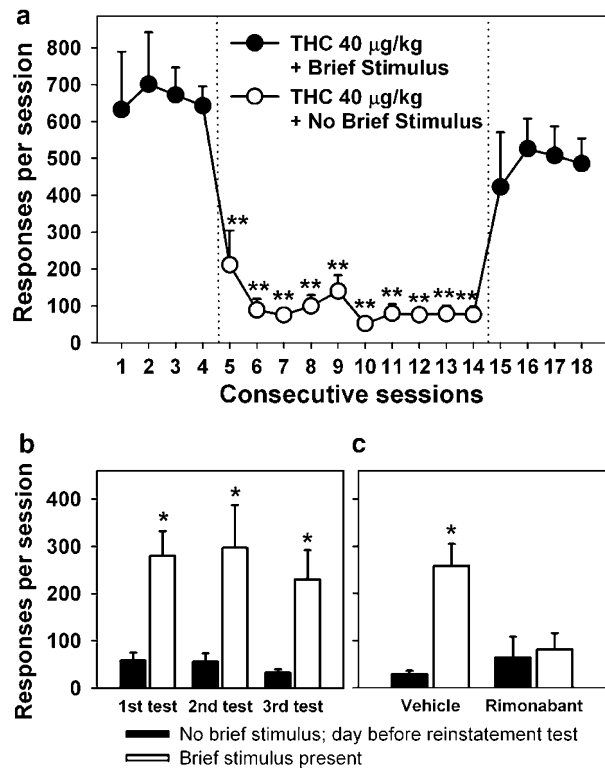 a
800
700
600
500
400
300
200
100
0
Responses per session
THC 40 µg/kg
+ Brief Stimulus
THC 40 µg/kg
+ No Brief Stimulus
** ** ** ** ** ** ** ** ** **
1 2 3 4 5 6 7 8 9 10 11 12 13 14 15 16 17 18
Consecutive sessions
b c
400
300
200
100
0
Responses per session
* * * *
1st test 2nd test 3rd test Vehicle Rimonabant
No brief stimulus; day before reinstatement test
Brief stimulus present